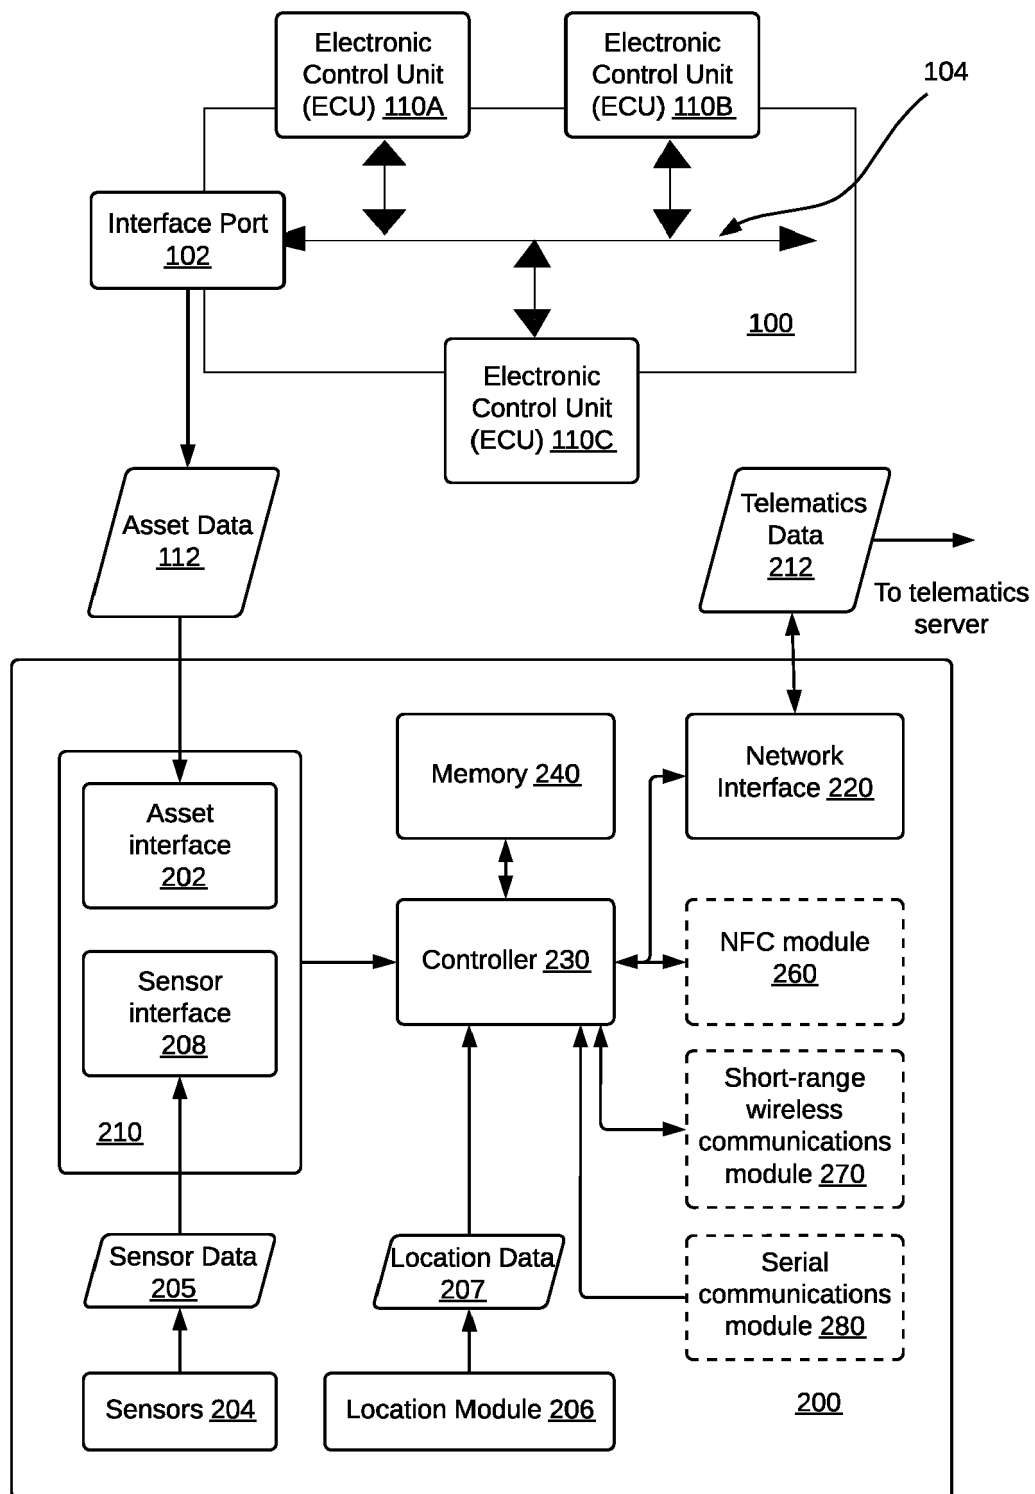 Electronic
Control Unit
(ECU) 110A
Electronic
Control Unit
(ECU) 110B
104
Interface Port
102
100
Electronic
Control Unit
(ECU) 110C
Asset Data
112
Telematics
Data
212
To telematics
server
Asset
interface
202
Memory 240
Network
Interface 220
Sensor
interface
208
Controller 230
NFC module
260
210
Short-range
wireless
communications
module 270
Sensor Data
205
Location Data
207
Serial
communications
module 280
Sensors 204
Location Module 206
200